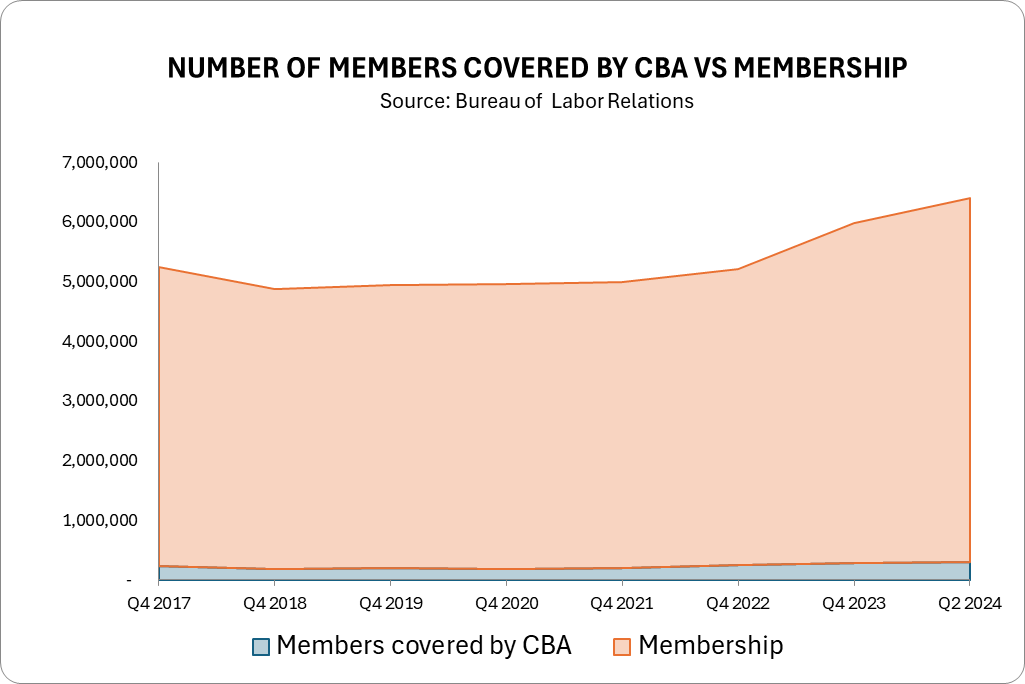 NUMBER OF MEMBERS COVERED BY CBA VS MEMBERSHIP
Source: Bureau of Labor Relations
7,000,000
6,000,000
5,000,000
4,000,000
3,000,000
2,000,000
1,000,000
-
Q4 2017 Q4 2018 Q4 2019 Q4 2020 Q4 2021 Q4 2022 Q4 2023 Q2 2024
Members covered by CBA Membership